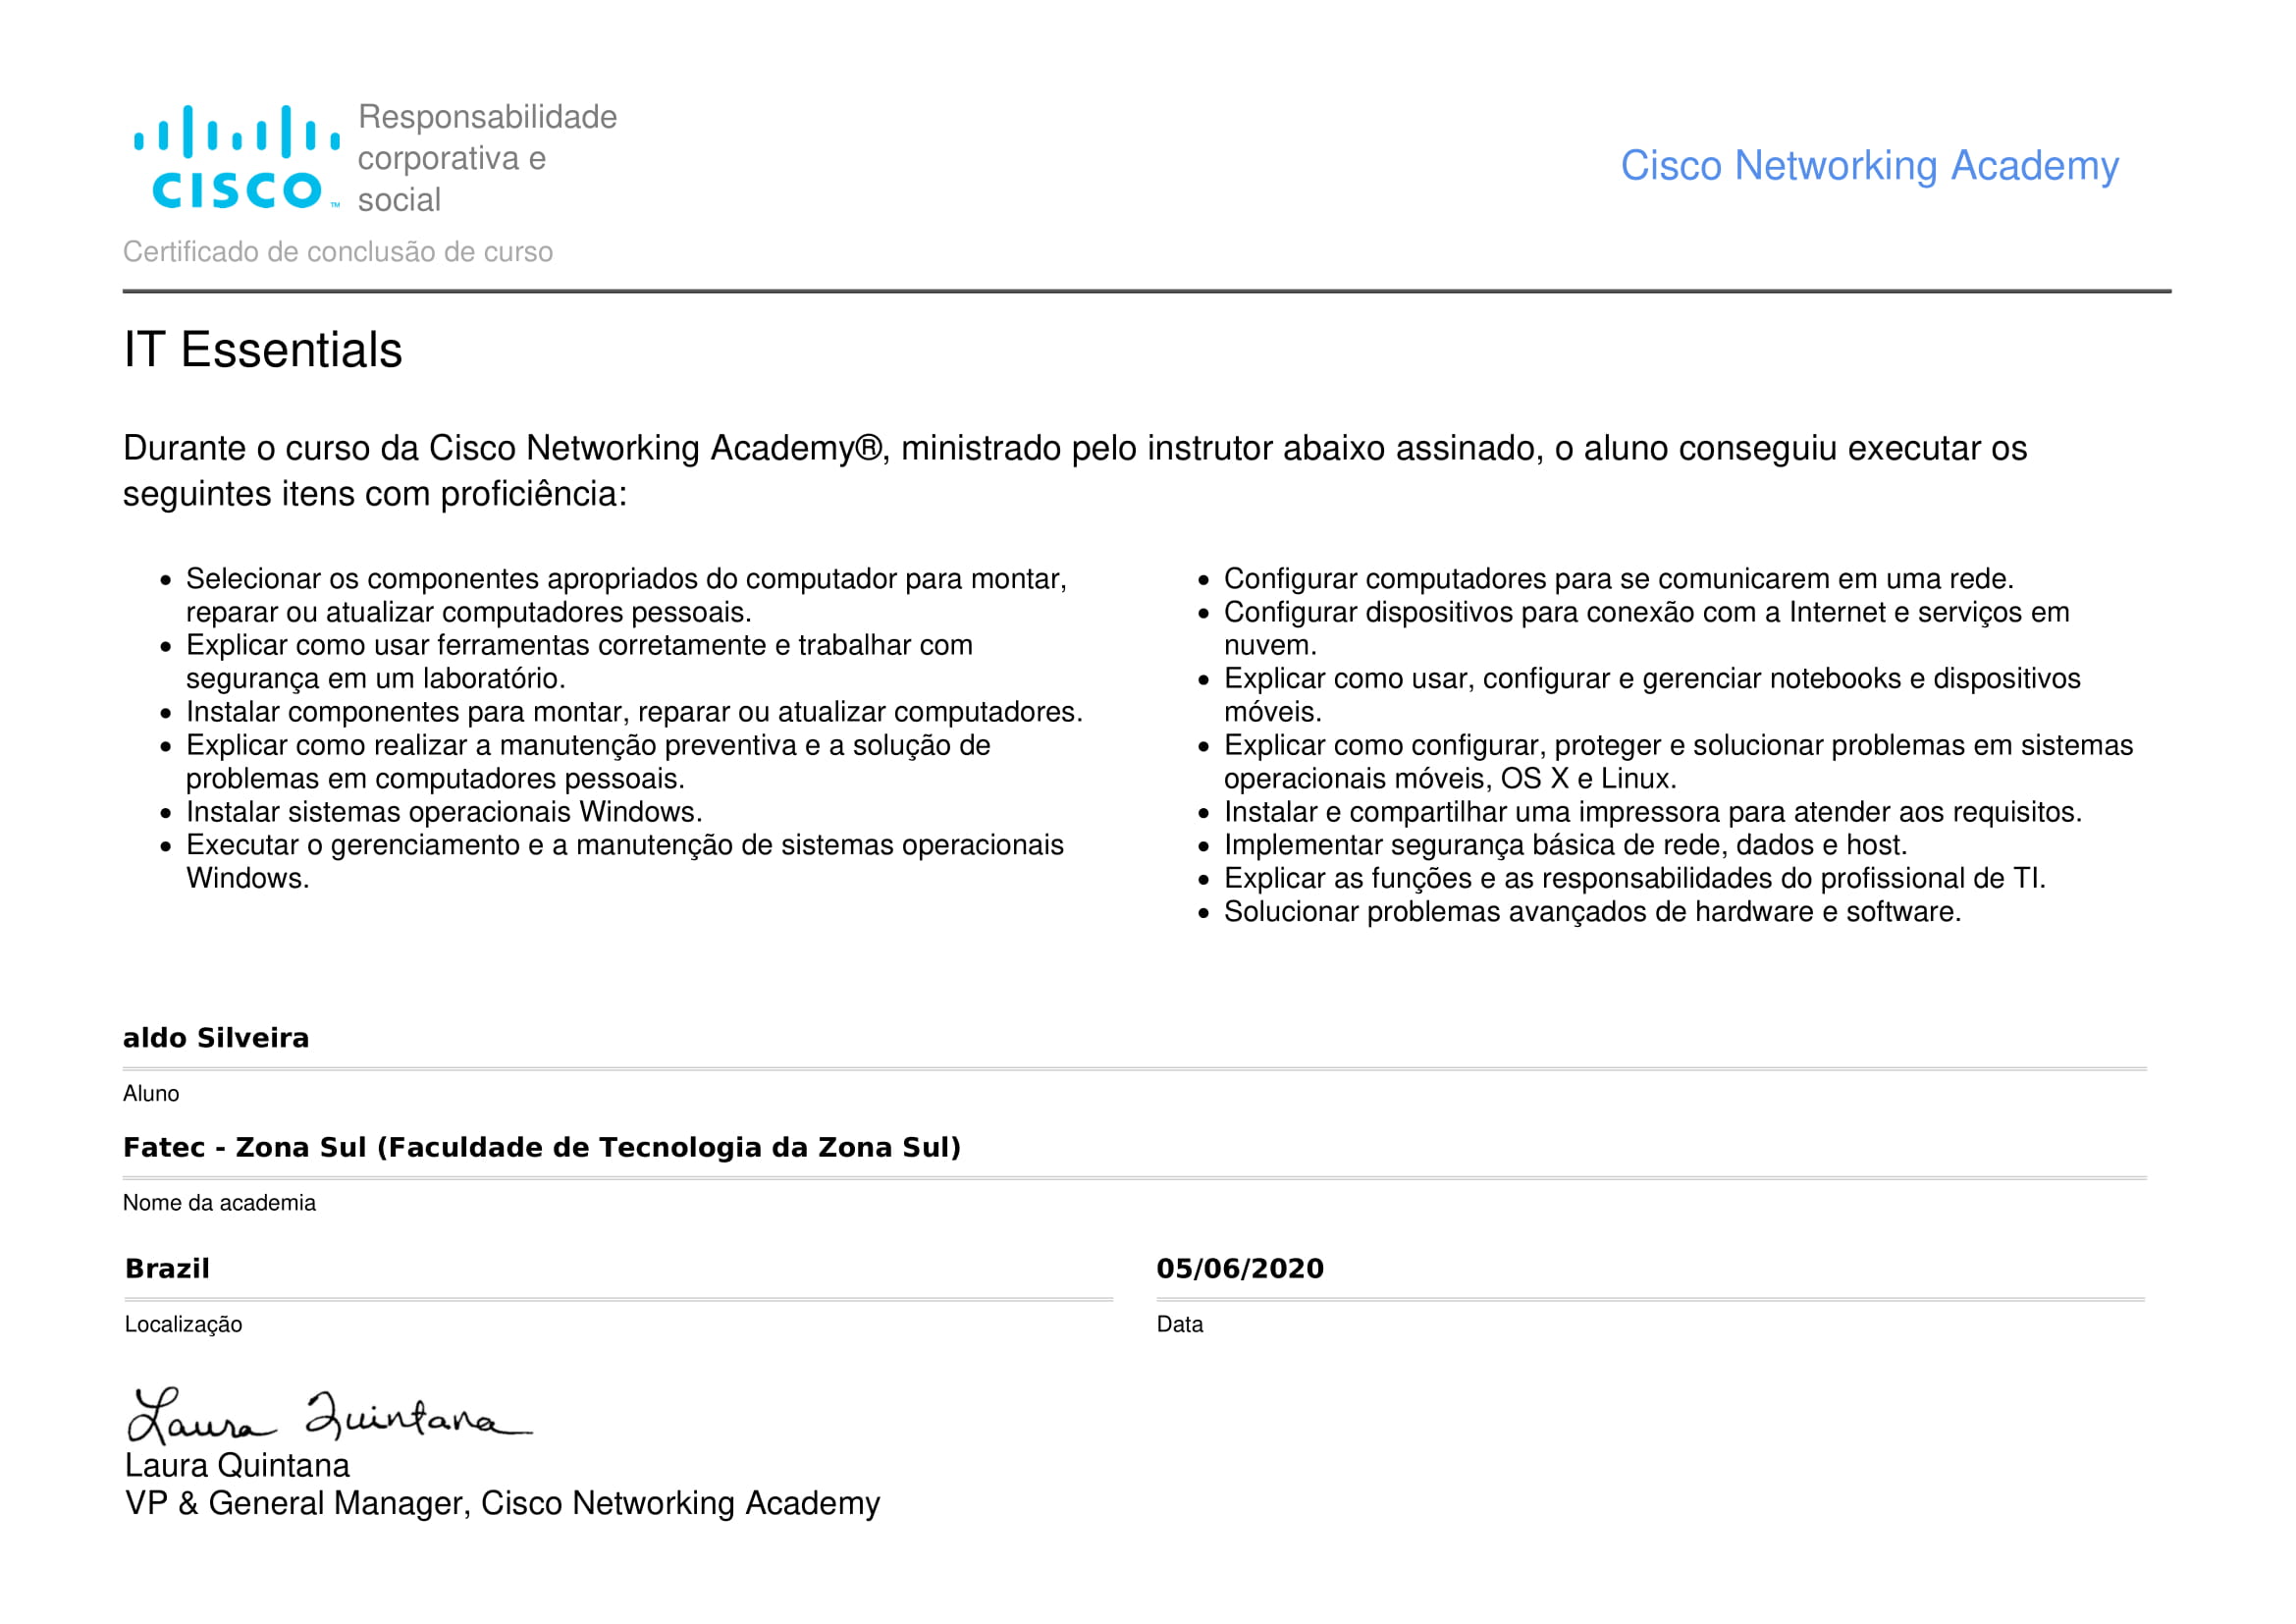 CISCO™
Responsabilidade
corporativa e
social
Cisco Networking Academy
Certificado de conclusão de curso
IT Essentials
Durante o curso da Cisco Networking Academy®, ministrado pelo instrutor abaixo assinado, o aluno conseguiu executar os
seguintes itens com proficiência:
• Selecionar os componentes apropriados do computador para montar,
reparar ou atualizar computadores pessoais.
• Explicar como usar ferramentas corretamente e trabalhar com
segurança em um laboratório.
• Instalar componentes para montar, reparar ou atualizar computadores.
• Explicar como realizar a manutenção preventiva e a solução de
problemas em computadores pessoais.
• Instalar sistemas operacionais Windows.
• Executar o gerenciamento e a manutenção de sistemas operacionais
Windows.
• Configurar computadores para se comunicarem em uma rede.
• Configurar dispositivos para conexão com a Internet e serviços em
nuvem.
• Explicar como usar, configurar e gerenciar notebooks e dispositivos
móveis.
• Explicar como configurar, proteger e solucionar problemas em sistemas
operacionais móveis, OS X e Linux.
• Instalar e compartilhar uma impressora para atender aos requisitos.
• Implementar segurança básica de rede, dados e host.
• Explicar as funções e as responsabilidades do profissional de TI.
• Solucionar problemas avançados de hardware e software.
aldo Silveira
Aluno
Fatec - Zona Sul (Faculdade de Tecnologia da Zona Sul)
Nome da academia
Brazil
Localização
05/06/2020
Data
Laura Quintana
Laura Quintana
VP & General Manager, Cisco Networking Academy